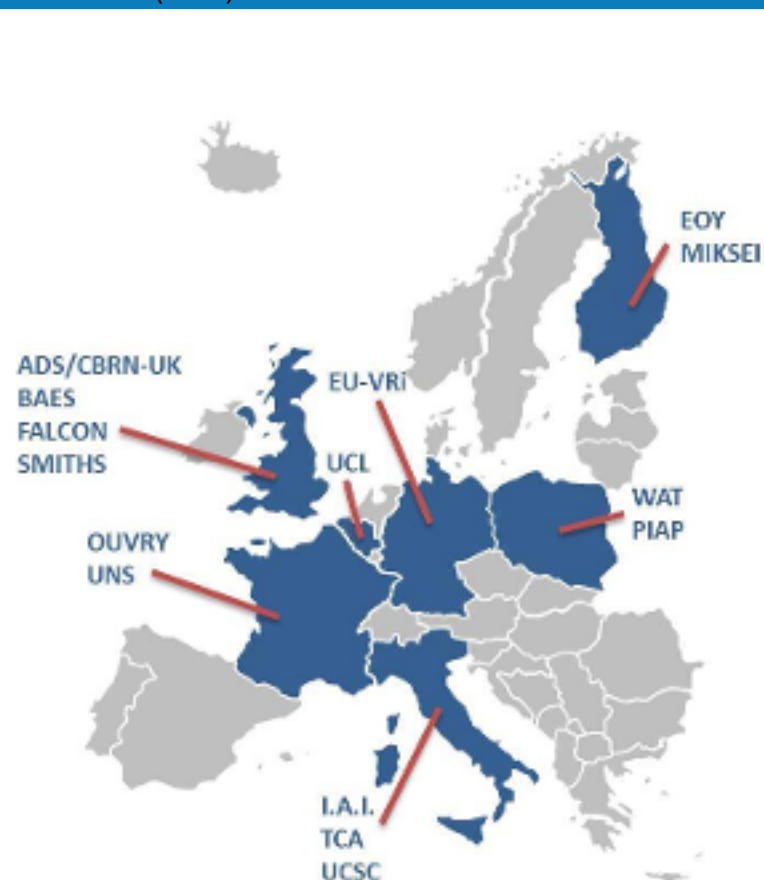 EOY
MIKSEI
ADS/CBRN-UK
BAES
FALCON
SMITHS
EU-VRi
UCL
WAT
PIAP
OUVRY
UNS
I.A.I.
TCA
UCSC